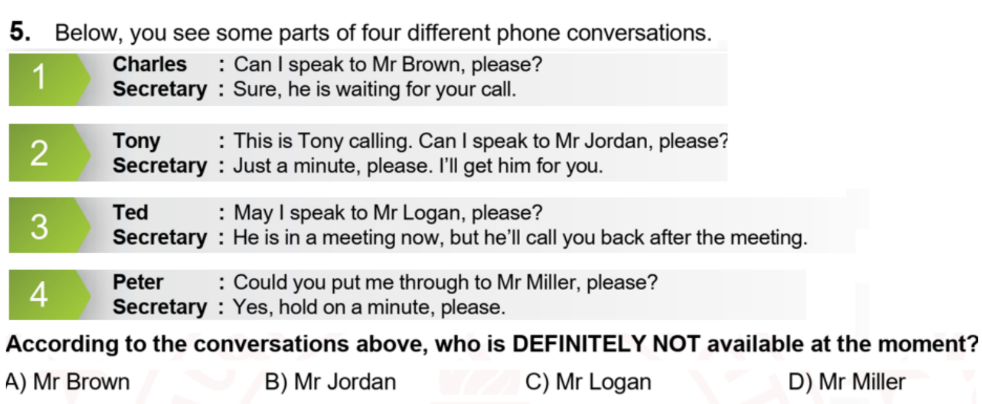 5. Below, you see some parts of four different phone conversations.
1
Charles : Can I speak to Mr Brown, please?
Secretary : Sure, he is waiting for your call.
2
Tony : This is Tony calling. Can I speak to Mr Jordan, please?
Secretary : Just a minute, please. I'll get him for you.
3
Ted : May I speak to Mr Logan, please?
Secretary : He is in a meeting now, but he'll call you back after the meeting.
4
Peter : Could you put me through to Mr Miller, please?
Secretary : Yes, hold on a minute, please.
According to the conversations above, who is DEFINITELY NOT available at the moment?
A) Mr Brown B) Mr Jordan C) Mr Logan D) Mr Miller